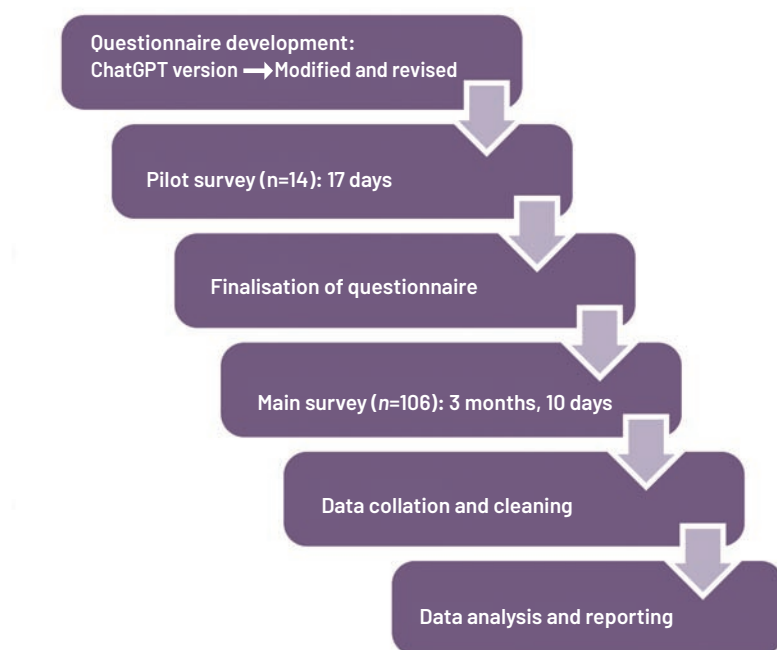 Questionnaire development:
ChatGPT version → Modified and revised
Pilot survey (n=14): 17 days
Finalisation of questionnaire
Main survey (n=106): 3 months, 10 days
Data collation and cleaning
Data analysis and reporting